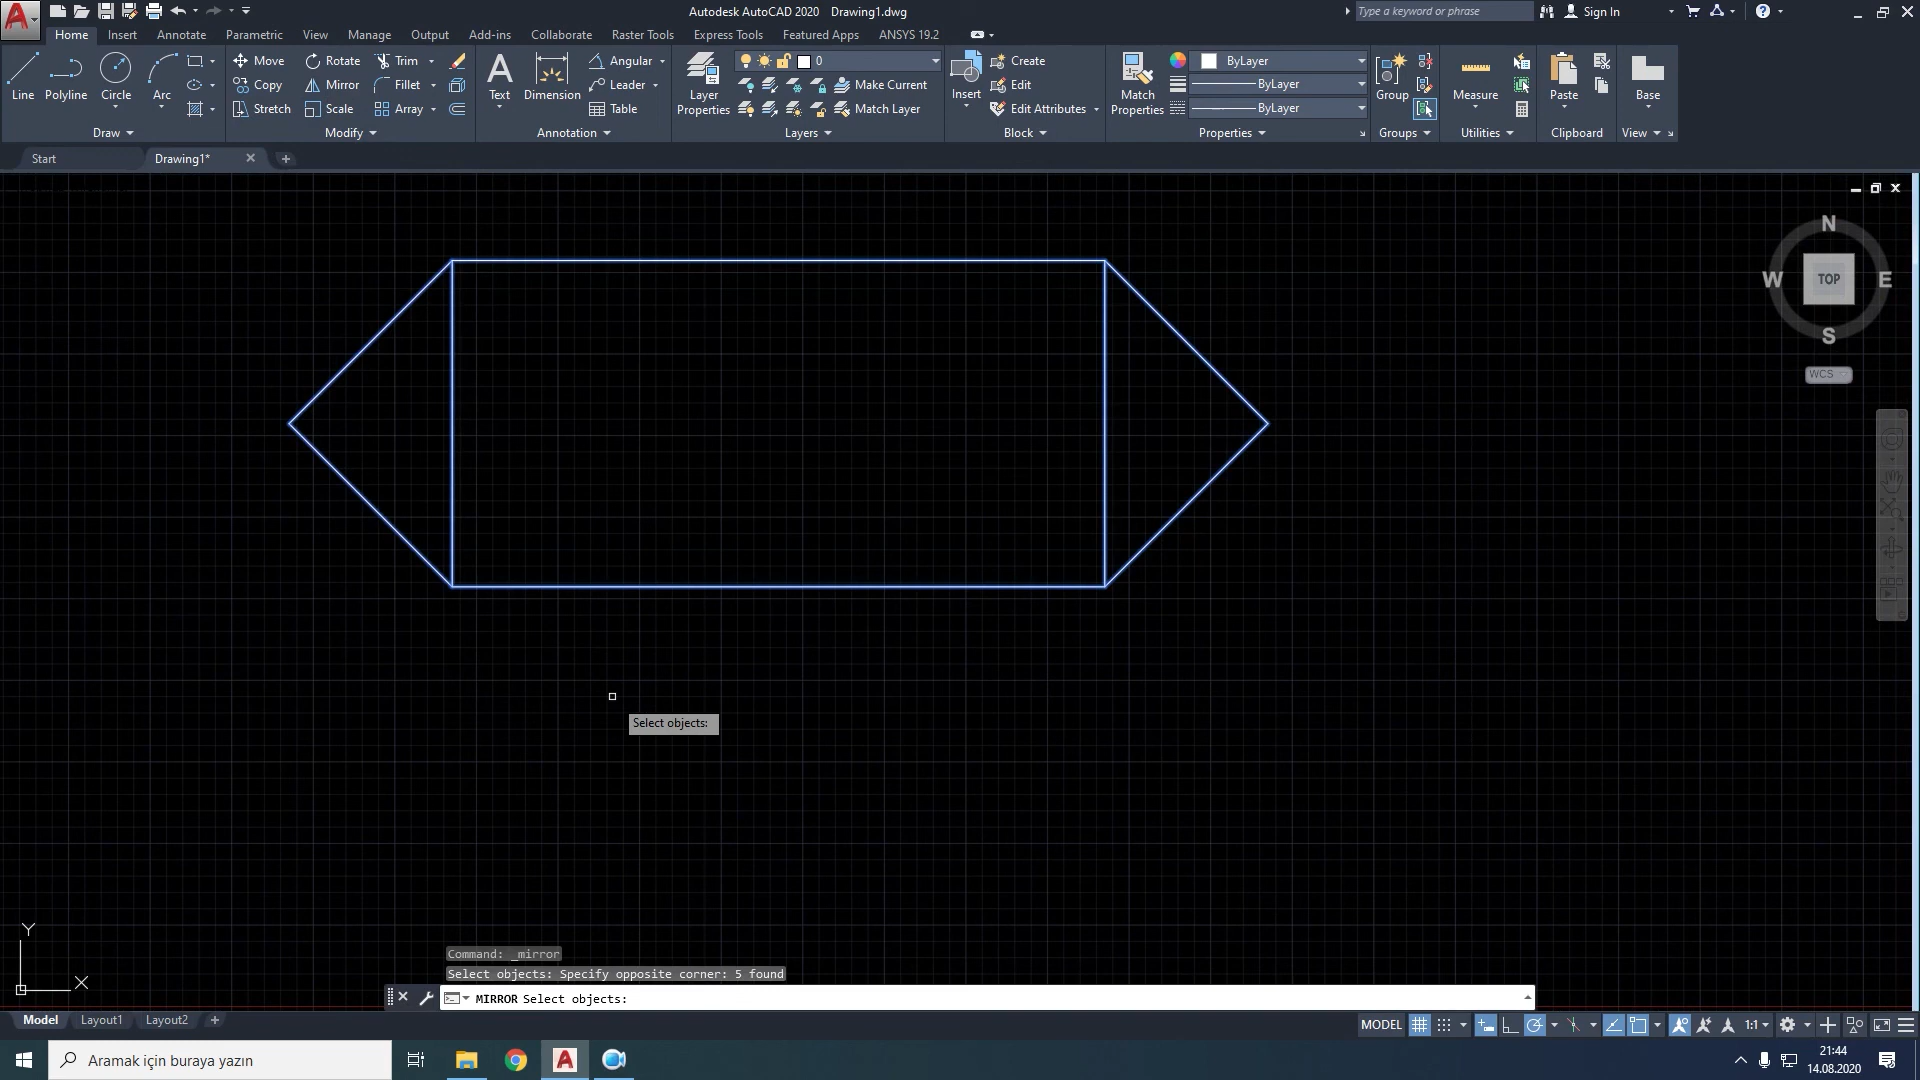 Autodesk AutoCAD 2020 Drawing1.dwg
Type a keyword or phrase
Sign In
Home Insert Annotate Parametric View Manage Output Add-ins Collaborate Raster Tools Express Tools Featured Apps ANSYS 19.2
Line Polyline Circle Arc
Draw
Move Rotate Trim
Copy Mirror Fillet
Stretch Scale Array
Modify
Text Dimension
Angular
Leader
Table
Annotation
Layer Properties
0
Make Current
Match Layer
Layers
Insert
Create
Edit
Edit Attributes
Block
Match Properties
ByLayer
ByLayer
ByLayer
Properties
Group
Groups
Measure
Utilities
Paste
Clipboard
Base
View
Start Drawing1*
N
W TOP E
S
WCS
Select objects:
Y
X
Command: _mirror
Select objects: Specify opposite corner: 5 found
MIRROR Select objects:
Model Layout1 Layout2
MODEL 1:1
Aramak için buraya yazın
21:44
14.08.2020